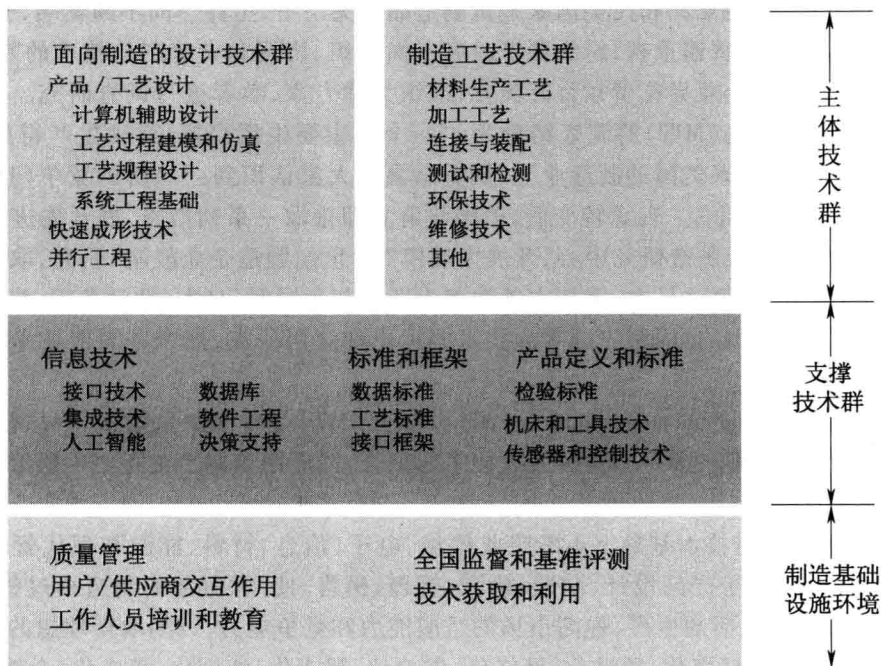 面向制造的设计技术群
产品/工艺设计
计算机辅助设计
工艺过程建模和仿真
工艺规程设计
系统工程基础
快速成形技术
并行工程
制造工艺技术群
材料生产工艺
加工工艺
连接与装配
测试和检测
环保技术
维修技术
其他
主体技术群
信息技术
接口技术 数据库
集成技术 软件工程
人工智能 决策支持
标准和框架
数据标准
工艺标准
接口框架
产品定义和标准
检验标准
机床和工具技术
传感器和控制技术
支撑
技术群
质量管理
用户/供应商交互作用
工作人员培训和教育
全国监督和基准评测
技术获取和利用
制造基础
设施环境